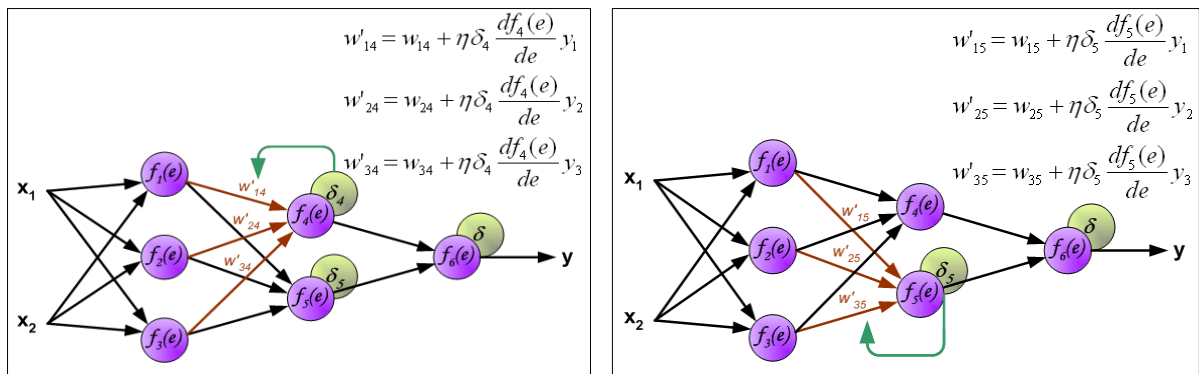 w'₁₄ = w₁₄ + ηδ₄ df₄(e)/de y₁
w'₂₄ = w₂₄ + ηδ₄ df₄(e)/de y₂
w'₃₄ = w₃₄ + ηδ₄ df₄(e)/de y₃
x₁
x₂
f₁(e)
f₂(e)
f₃(e)
w'₁₄
w'₂₄
w'₃₄
δ₄
f₄(e)
δ₅
f₅(e)
δ
f₆(e)
y
w'₁₅ = w₁₅ + ηδ₅ df₅(e)/de y₁
w'₂₅ = w₂₅ + ηδ₅ df₅(e)/de y₂
w'₃₅ = w₃₅ + ηδ₅ df₅(e)/de y₃
x₁
x₂
f₁(e)
f₂(e)
f₃(e)
w'₁₅
w'₂₅
w'₃₅
f₄(e)
δ₅
f₅(e)
δ
f₆(e)
y